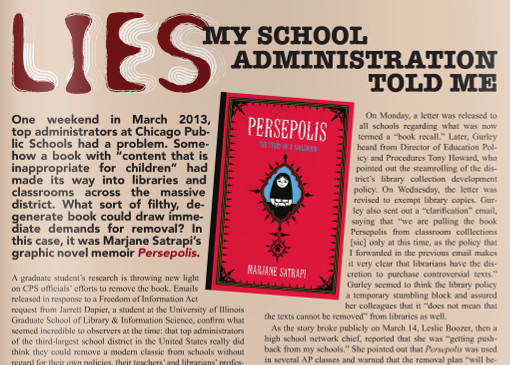 LIES MY SCHOOL
ADMINISTRATION
TOLD ME
One weekend in March 2013,
top administrators at Chicago Pub-
lic Schools had a problem. Some-
how a book with “content that is
inappropriate for children” had
made its way into libraries and
classrooms across the massive
district. What sort of filthy, de-
generate book could draw imme-
diate demands for removal? In
this case, it was Marjane Satrapi’s
graphic novel memoir Persepolis.
A graduate student’s research is throwing new light
on CPS officials’ efforts to remove the book. Emails
released in response to a Freedom of Information Act
request from Jarrett Dapier, a student at the University of Illinois
Graduate School of Library & Information Science, confirm what
seemed incredible to observers at the time: that top administrators
of the third-largest school district in the United States really did
think they could remove a modern classic from schools without
regard for their own policies, their teachers’ and librarians’ profes-
PERSEPOLIS
THE STORY OF A CHILDHOOD
MARJANE SATRAPI
On Monday, a letter was released to
all schools regarding what was now
termed a “book recall.” Later, Gurley
heard from Director of Education Pol-
icy and Procedures Tony Howard, who
pointed out the steamrolling of the dis-
trict’s library collection development
policy. On Wednesday, the letter was
revised to exempt library copies. Gur-
ley also sent out a “clarification” email,
saying that “we are pulling the book
Persepolis from classroom colllections
[sic] only at this time, as the policy that
I forwarded in the previous email makes
it very clear that librarians have the dis-
cretion to purchase controversial texts.”
Gurley seemed to think the library policy
a temporary stumbling block and assured
her colleagues that it “does not mean that
the texts cannot be removed” from libraries as well.
As the story broke publicly on March 14, Leslie Boozer, then a
high school network chief, reported that she was “getting push-
back from my schools.” She pointed out that Persepolis was used
in several AP classes and warned that the removal plan “will be-